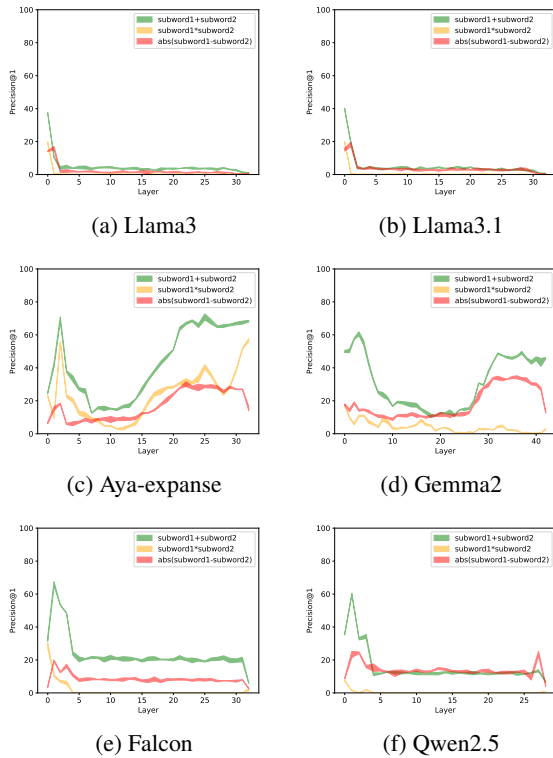 100
80
60
40
20
0
Precision@1
0 5 10 15 20 25 30
Layer
subword1+subword2
subword1*subword2
abs(subword1-subword2)
(a) Llama3
100
80
60
40
20
0
Precision@1
0 5 10 15 20 25 30
Layer
subword1+subword2
subword1*subword2
abs(subword1-subword2)
(b) Llama3.1
100
80
60
40
20
0
Precision@1
0 5 10 15 20 25 30
Layer
subword1+subword2
subword1*subword2
abs(subword1-subword2)
(c) Aya-expanse
100
80
60
40
20
0
Precision@1
0 10 20 30 40
Layer
subword1+subword2
subword1*subword2
abs(subword1-subword2)
(d) Gemma2
100
80
60
40
20
0
Precision@1
0 5 10 15 20 25 30
Layer
subword1+subword2
subword1*subword2
abs(subword1-subword2)
(e) Falcon
100
80
60
40
20
0
Precision@1
0 5 10 15 20 25
Layer
subword1+subword2
subword1*subword2
abs(subword1-subword2)
(f) Qwen2.5